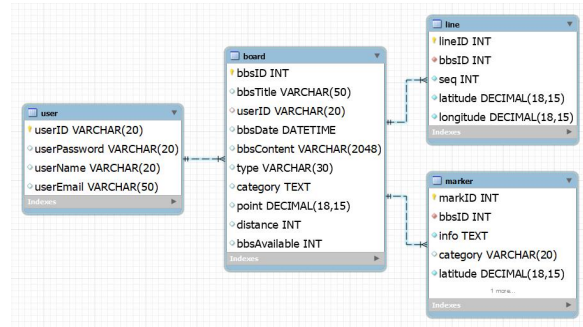 user
userID VARCHAR(20)
userPassword VARCHAR(20)
userName VARCHAR(20)
userEmail VARCHAR(50)
Indexes
board
bbsID INT
bbsTitle VARCHAR(50)
userID VARCHAR(20)
bbsDate DATETIME
bbsContent VARCHAR(2048)
type VARCHAR(30)
category TEXT
point DECIMAL(18,15)
distance INT
bbsAvailable INT
Indexes
line
lineID INT
bbsID INT
seq INT
latitude DECIMAL(18,15)
longitude DECIMAL(18,15)
Indexes
marker
markID INT
bbsID INT
info TEXT
category VARCHAR(20)
latitude DECIMAL(18,15)
1 more...
Indexes